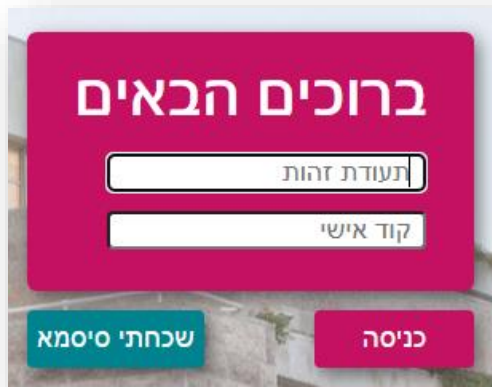 ברוכים הבאים
תעודת זהות
קוד אישי
כניסה
שכחתי סיסמא